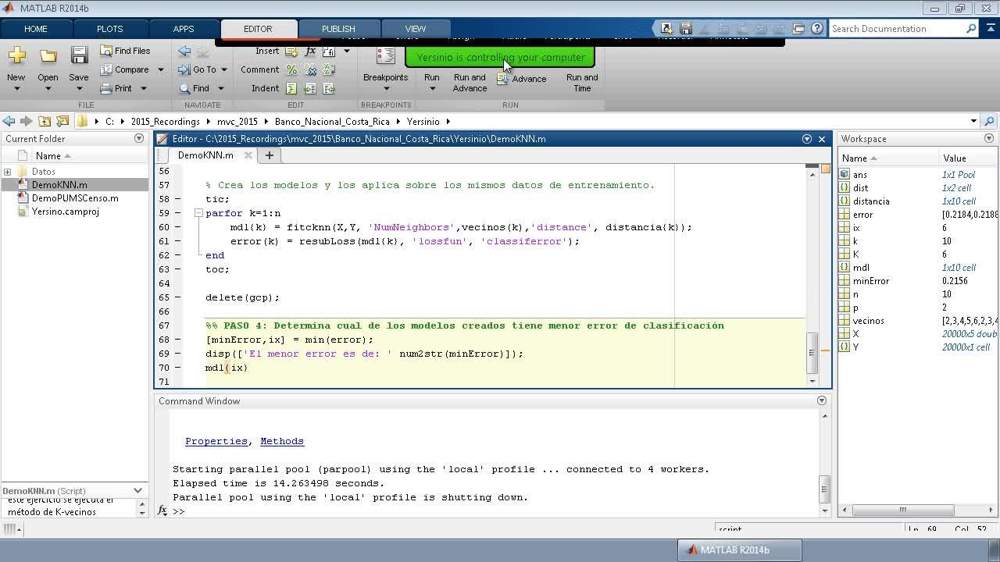 MATLAB R2014b
HOME PLOTS APPS EDITOR PUBLISH VIEW Search Documentation
Find Files Insert fx
Yersinio is controlling your computer
New Open Save Compare Go To Comment Breakpoints Run Run and Advance Advance Run and Time
Print Find Indent
FILE NAVIGATE EDIT BREAKPOINTS RUN
C: 2015_Recordings mvc_2015 Banco_Nacional_Costa_Rica Yersinio
Current Folder
Name
Datos
DemoKNN.m
DemoPUMSCenso.m
Yersino.camproj
DemoKNN.m (Script)
este ejercicio se ejecuta el
método de K-vecinos
Editor - C:\2015_Recordings\mvc_2015\Banco_Nacional_Costa_Rica\Yersinio\DemoKNN.m
DemoKNN.m
56
57 % Crea los modelos y los aplica sobre los mismos datos de entrenamiento.
58 tic;
59 parfor k=1:n
60 mdl{k} = fitcknn(X,Y, 'NumNeighbors',vecinos(k),'distance', distancia{k});
61 error(k) = resubLoss(mdl{k}, 'lossfun', 'classiferror');
62 end
63 toc;
64
65 delete(gcp);
66
67 %% PASO 4: Determina cual de los modelos creados tiene menor error de clasificación
68 [minError,ix] = min(error);
69 disp(['El menor error es de: ' num2str(minError)]);
70 mdl{ix}
71
Command Window
Properties, Methods
Starting parallel pool (parpool) using the 'local' profile ... connected to 4 workers.
Elapsed time is 14.263498 seconds.
Parallel pool using the 'local' profile is shutting down.
fx >>
Workspace
Name Value
ans 1x1 Pool
dist 1x2 cell
distancia 1x10 cell
error [0.2184,0.2188
ix 6
k 10
K 6
mdl 1x10 cell
minError 0.2156
n 10
p 2
vecinos [2,3,4,5,6,2,3,4
X 20000x5 doub
Y 20000x1 cell
script Ln 69 Col 52
MATLAB R2014b